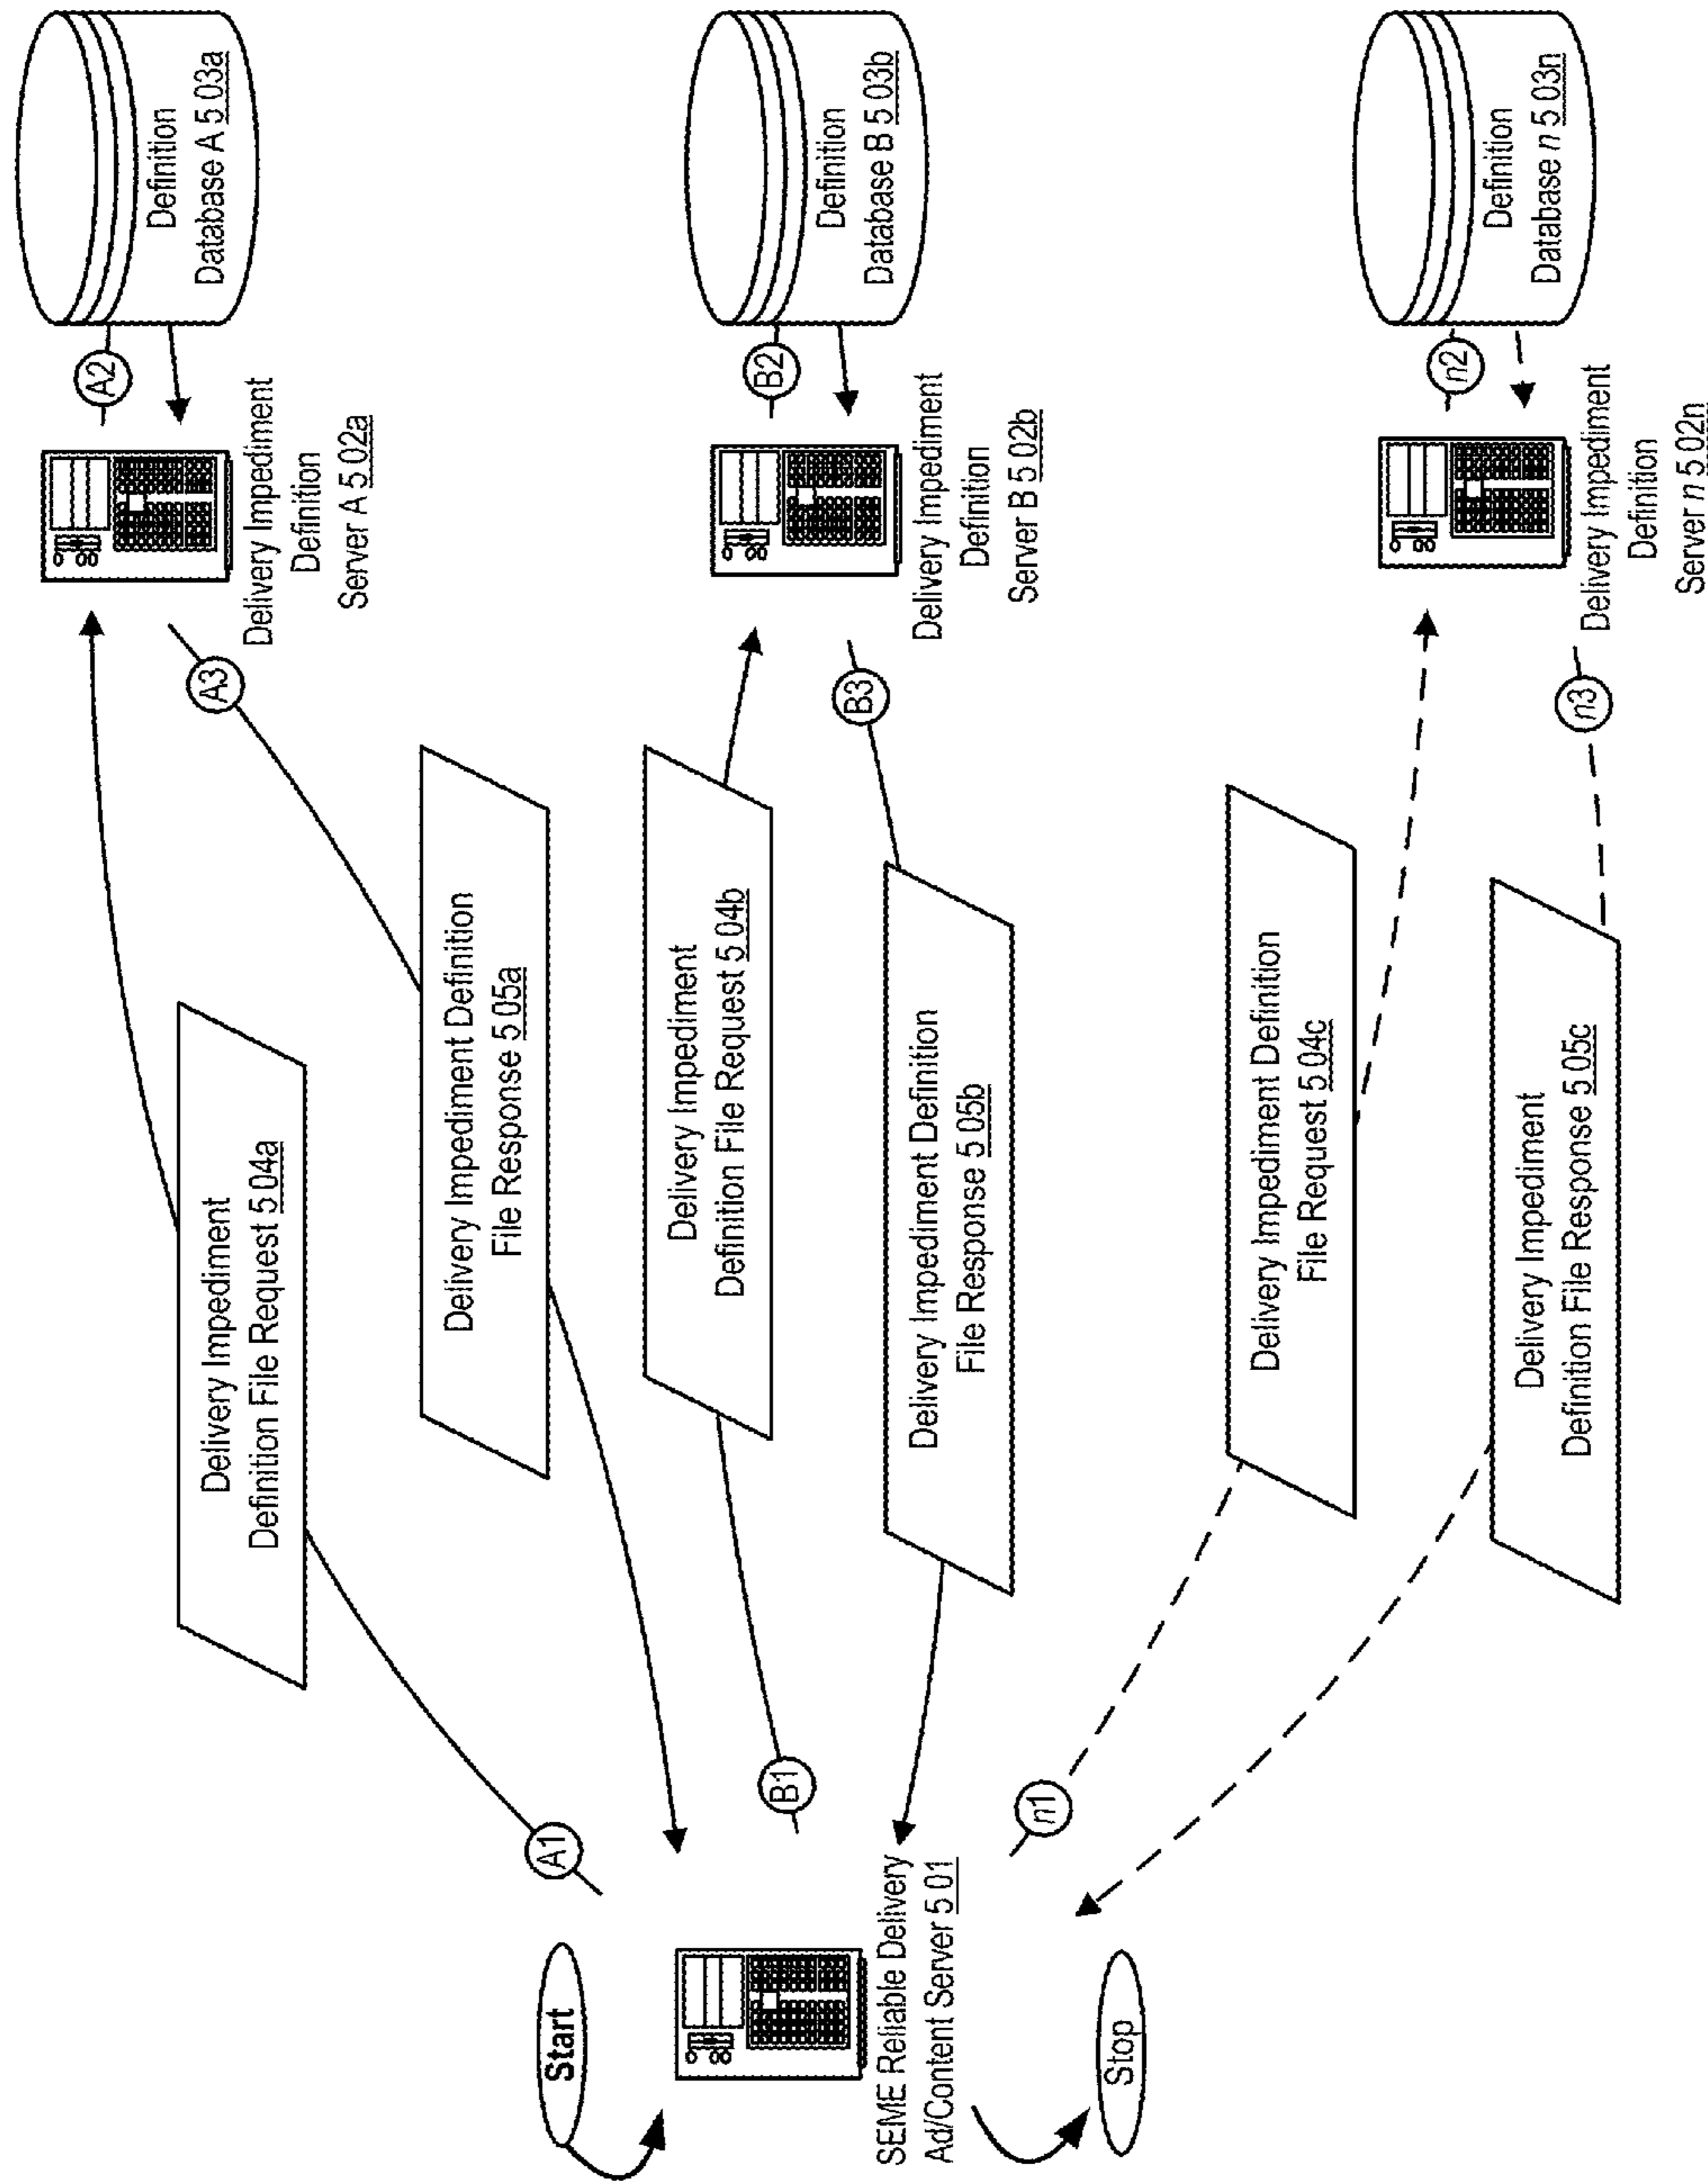 Start
SEME Reliable Delivery
Ad/Content Server 5 01
Stop
A1
Delivery Impediment
Definition File Request 5 04a
A3
Delivery Impediment Definition
File Response 5 05a
Delivery Impediment
Definition
Server A 5 02a
A2
Definition
Database A 5 03a
B1
Delivery Impediment
Definition File Request 5 04b
B3
Delivery Impediment Definition
File Response 5 05b
Delivery Impediment
Definition
Server B 5 02b
B2
Definition
Database B 5 03b
n1
Delivery Impediment Definition
File Request 5 04c
n3
Delivery Impediment
Definition File Response 5 05c
Delivery Impediment
Definition
Server n 5 02n
n2
Definition
Database n 5 03n